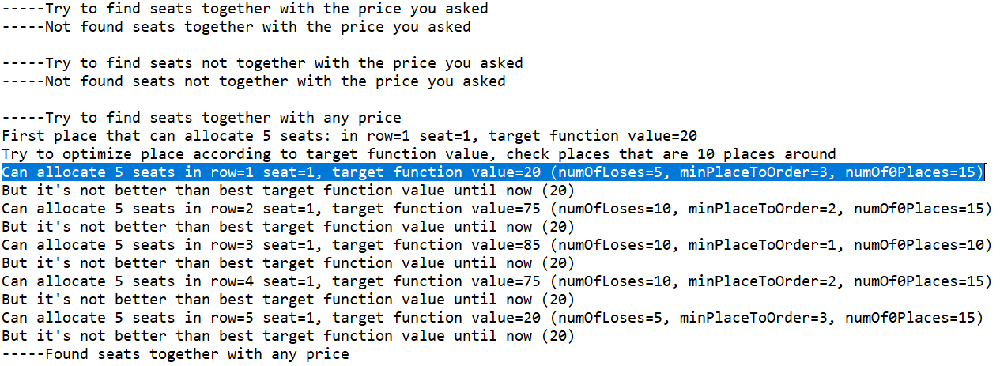 -----Try to find seats together with the price you asked
-----Not found seats together with the price you asked
-----Try to find seats not together with the price you asked
-----Not found seats not together with the price you asked
-----Try to find seats together with any price
First place that can allocate 5 seats: in row=1 seat=1, target function value=20
Try to optimize place according to target function value, check places that are 10 places around
Can allocate 5 seats in row=1 seat=1, target function value=20 (numOfLoses=5, minPlaceToOrder=3, numOf0Places=15)
But it's not better than best target function value until now (20)
Can allocate 5 seats in row=2 seat=1, target function value=75 (numOfLoses=10, minPlaceToOrder=2, numOf0Places=15)
But it's not better than best target function value until now (20)
Can allocate 5 seats in row=3 seat=1, target function value=85 (numOfLoses=10, minPlaceToOrder=1, numOf0Places=10)
But it's not better than best target function value until now (20)
Can allocate 5 seats in row=4 seat=1, target function value=75 (numOfLoses=10, minPlaceToOrder=2, numOf0Places=15)
But it's not better than best target function value until now (20)
Can allocate 5 seats in row=5 seat=1, target function value=20 (numOfLoses=5, minPlaceToOrder=3, numOf0Places=15)
But it's not better than best target function value until now (20)
-----Found seats together with any price